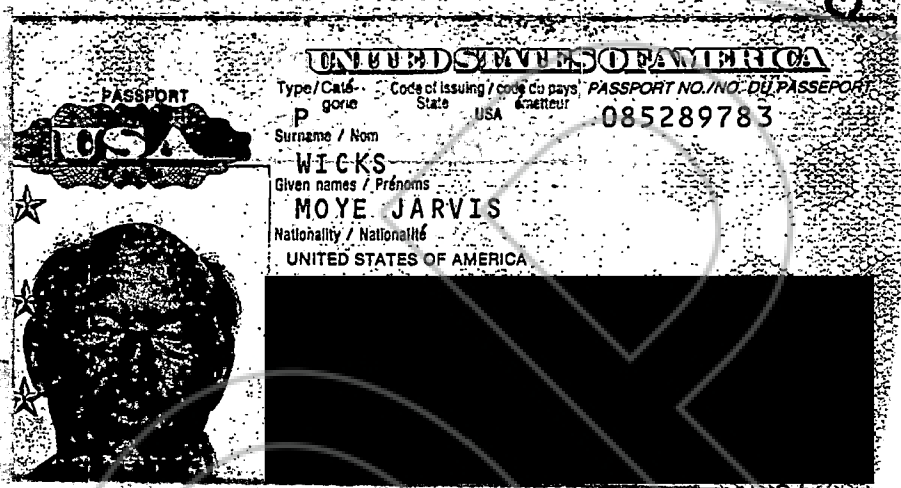 UNITED STATES OF AMERICA
PASSPORT
USA
Type / Caté-gorie
Code of issuing / code du pays
State émetteur
PASSPORT NO./NO. DU PASSEPORT
P
USA
085289783
Surname / Nom
WICKS
Given names / Prénoms
MOYE JARVIS
Nationality / Nationalité
UNITED STATES OF AMERICA